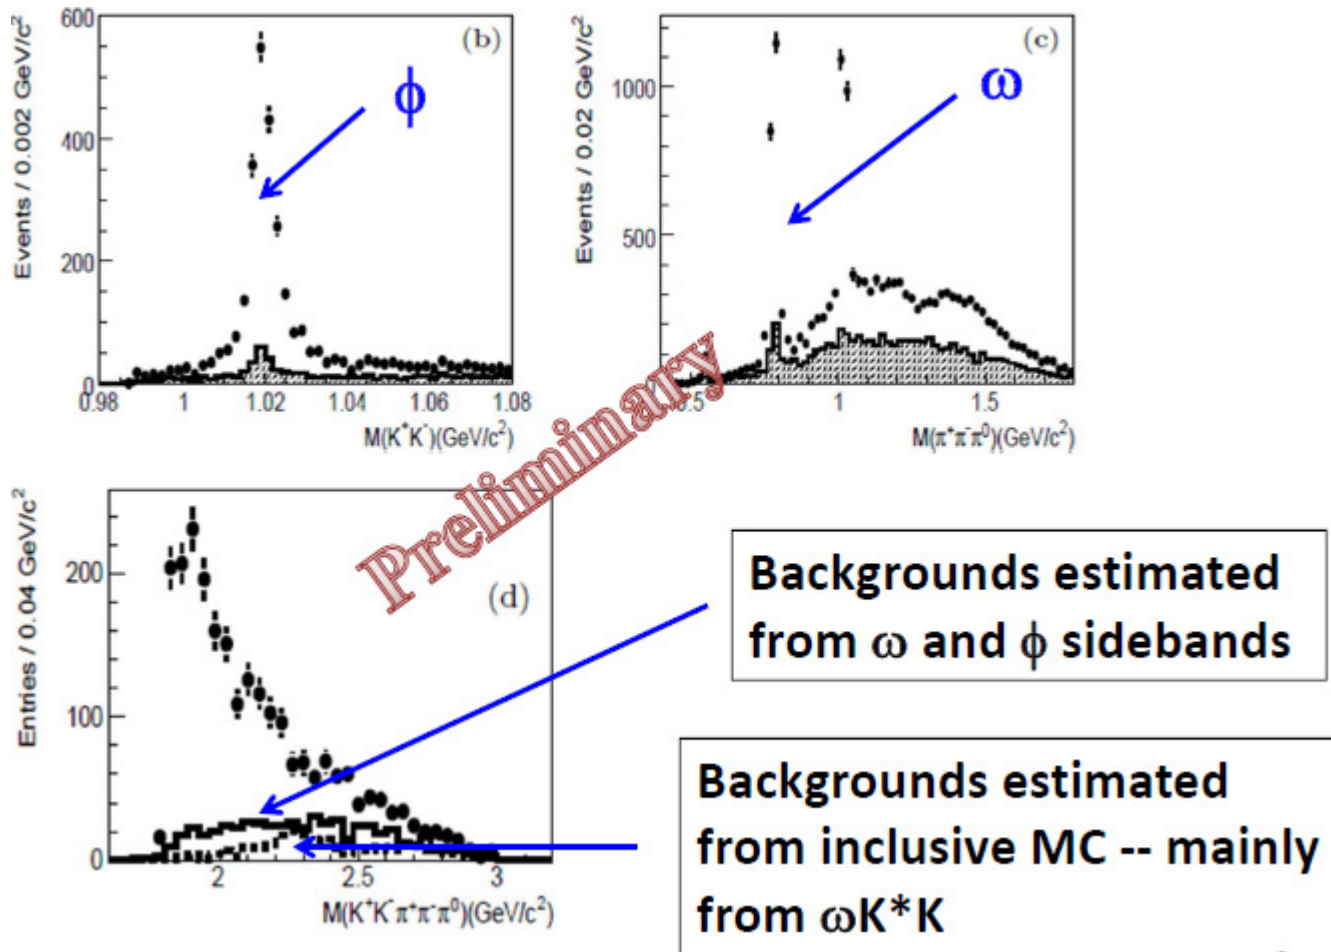 600
(b)
Events / 0.002 GeV/c²
ϕ
400
200
0
0.98
1
1.02
1.04
1.06
1.08
M(K⁺K⁻)(GeV/c²)
(c)
Events / 0.02 GeV/c²
ω
1000
500
0.5
1
1.5
M(π⁺π⁻π⁰)(GeV/c²)
Preliminary
(d)
Entries / 0.04 GeV/c²
200
100
0
2
2.5
3
M(K⁺K⁻π⁺π⁻π⁰)(GeV/c²)
Backgrounds estimated
from ω and ϕ sidebands
Backgrounds estimated
from inclusive MC -- mainly
from ωK*K